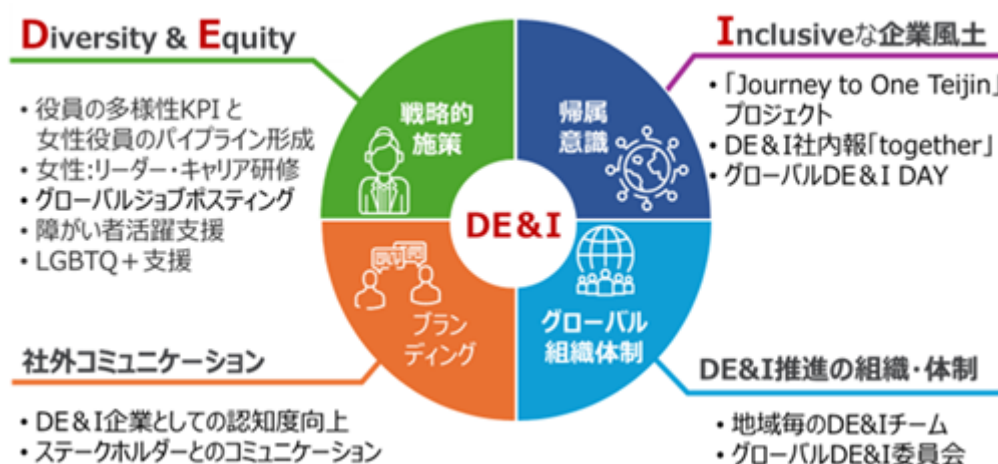 Diversity & Equity
・役員の多様性KPIと
女性役員のパイプライン形成
・女性:リーダー・キャリア研修
・グローバルジョブポスティング
・障がい者活躍支援
・LGBTQ+支援
戦略的
施策
帰属
意識
Inclusiveな企業風土
・「Journey to One Teijin」
プロジェクト
・DE&I社内報「together」
・グローバルDE&I DAY
DE&I
社外コミュニケーション
・DE&I企業としての認知度向上
・ステークホルダーとのコミュニケーション
ブラン
ディング
グローバル
組織体制
DE&I推進の組織・体制
・地域毎のDE&Iチーム
・グローバルDE&I委員会